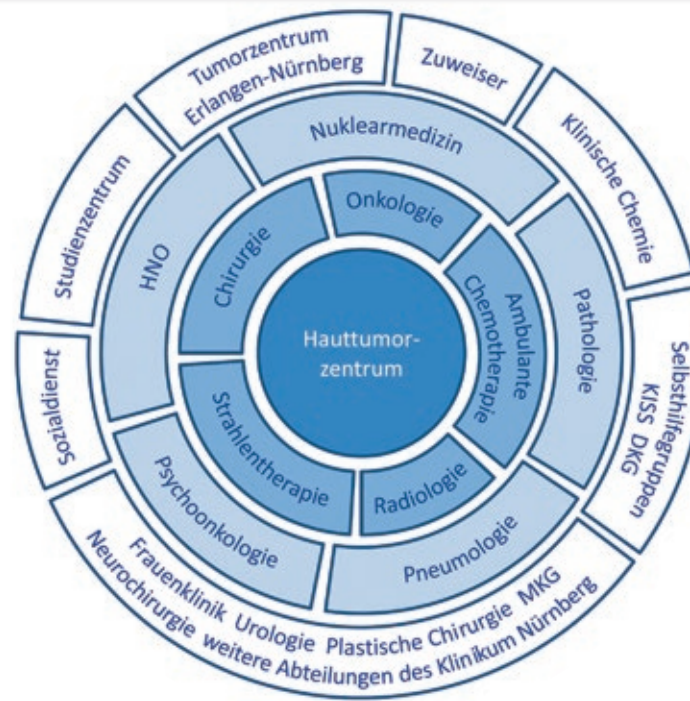 Hauttumor-
zentrum
Onkologie
Ambulante
Chemotherapie
Radiologie
Strahlentherapie
Chirurgie
Nuklearmedizin
Pathologie
Pneumologie
Psychoonkologie
HNO
Tumorzentrum
Erlangen-Nürnberg
Zuweiser
Klinische Chemie
Selbsthilfegruppen
KISS DKG
Frauenklinik Urologie Plastische Chirurgie MKG
Neurochirurgie weitere Abteilungen des Klinikum Nürnberg
Sozialdienst
Studienzentrum